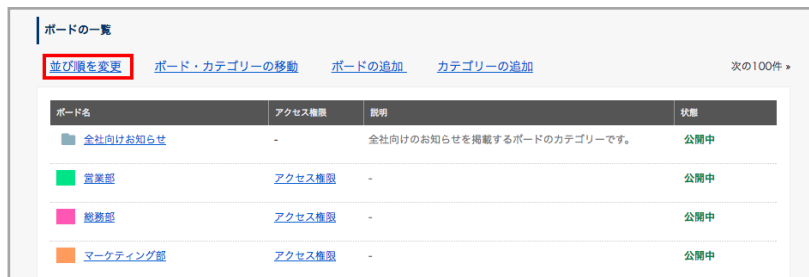 ボードの一覧
並び順を変更 ボード・カテゴリーの移動 ボードの追加 カテゴリーの追加 次の100件 »
ボード名 アクセス権限 説明 状態
全社向けお知らせ - 全社向けのお知らせを掲載するボードのカテゴリーです。 公開中
営業部 アクセス権限 - 公開中
総務部 アクセス権限 - 公開中
マーケティング部 アクセス権限 - 公開中